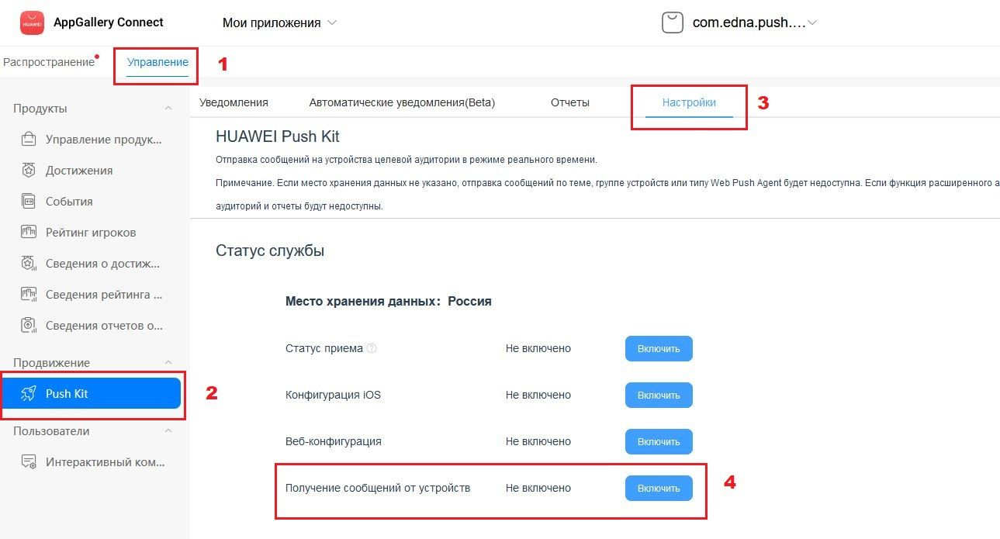 HUAWEI
AppGallery Connect
Мои приложения
com.edna.push....
Распространение
Управление
1
Продукты
Управление продук...
Достижения
События
Рейтинг игроков
Сведения о достиж...
Сведения рейтинга ...
Сведения отчетов о...
Продвижение
Push Kit
2
Пользователи
Интерактивный ком...
Уведомления
Автоматические уведомления(Beta)
Отчеты
Настройки
3
HUAWEI Push Kit
Отправка сообщений на устройства целевой аудитории в режиме реального времени.
Примечание. Если место хранения данных не указано, отправка сообщений по теме, группе устройств или типу Web Push Agent будет недоступна. Если функция расширенного а
аудиторий и отчеты будут недоступны.
Статус службы
Место хранения данных: Россия
Статус приема ? Не включено Включить
Конфигурация iOS Не включено Включить
Веб-конфигурация Не включено Включить
Получение сообщений от устройств Не включено Включить
4